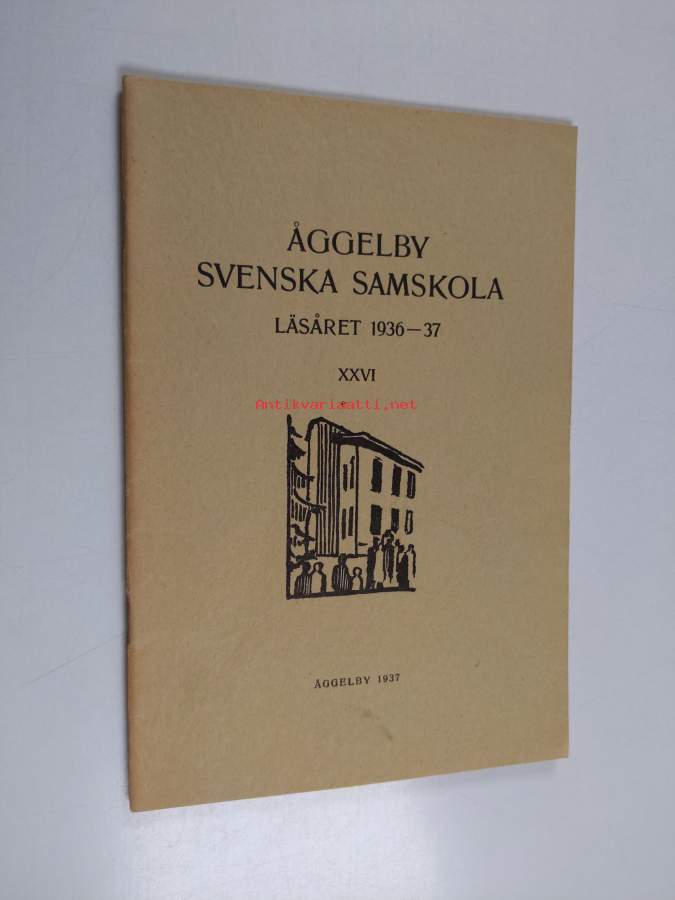 ÅGGELBY
SVENSKA SAMSKOLA
LÄSÅRET 1936—37
XXVI
Antikvariaatti.net
ÅGGELBY 1937